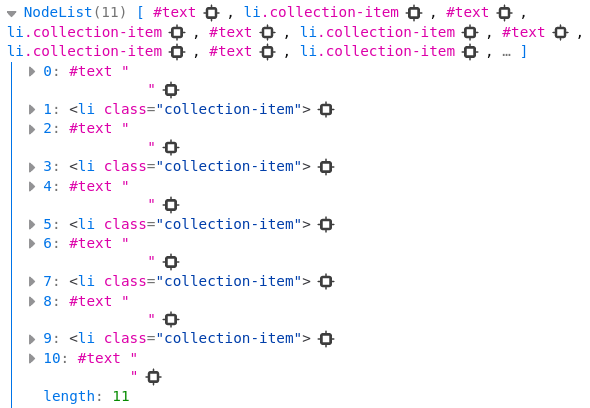 NodeList(11) [ #text , li.collection-item , #text ,
li.collection-item , #text , li.collection-item , #text ,
li.collection-item , #text , li.collection-item , … ]
0: #text "
"
1: <li class="collection-item">
2: #text "
"
3: <li class="collection-item">
4: #text "
"
5: <li class="collection-item">
6: #text "
"
7: <li class="collection-item">
8: #text "
"
9: <li class="collection-item">
10: #text "
"
length: 11